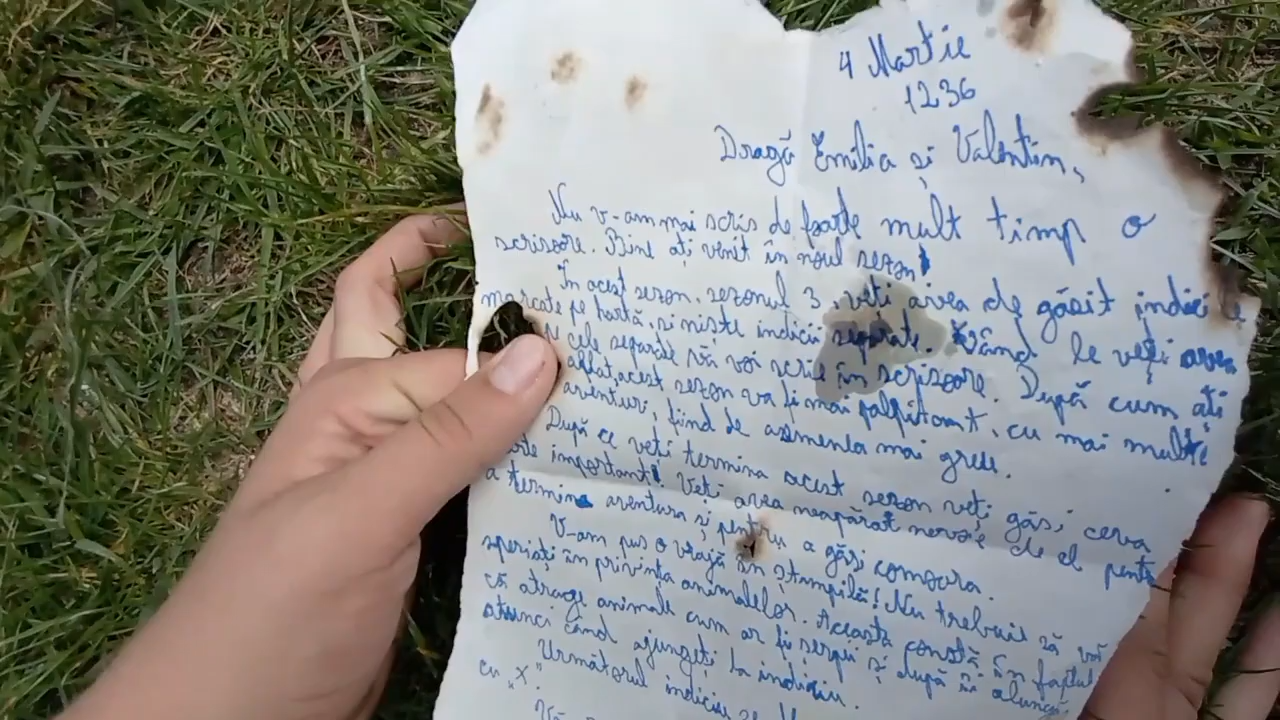 4 Martie
1236
Dragă Emilia și Valentin,
Nu v-am mai scris de foarte mult timp o
scrisoare. Bine ați venit în noul sezon!
În acest sezon, sezonul 3, veți avea de găsit indicii
marcate pe hartă, și niște indicii separate. Când le veți avea
pe cele separate vă voi scrie în scrisoare. După cum ați
aflat, acest sezon va fi mai palpitant, cu mai multe
aventuri, fiind de asemenea mai greu.
După ce veți termina acest sezon veți găsi ceva
important! Veți avea neapărat nevoie de el pentru
a termina aventura și pentru a găsi comoara.
V-am pus o vrajă în ștampilă! Nu trebuie să vă
speriați în privința animalelor. Aceasta constă în faptul
că atrage animale cum ar fi șerpii și după îi alungă,
atunci când ajungeți la indiciu.
Următorul indiciu
cu „X”.